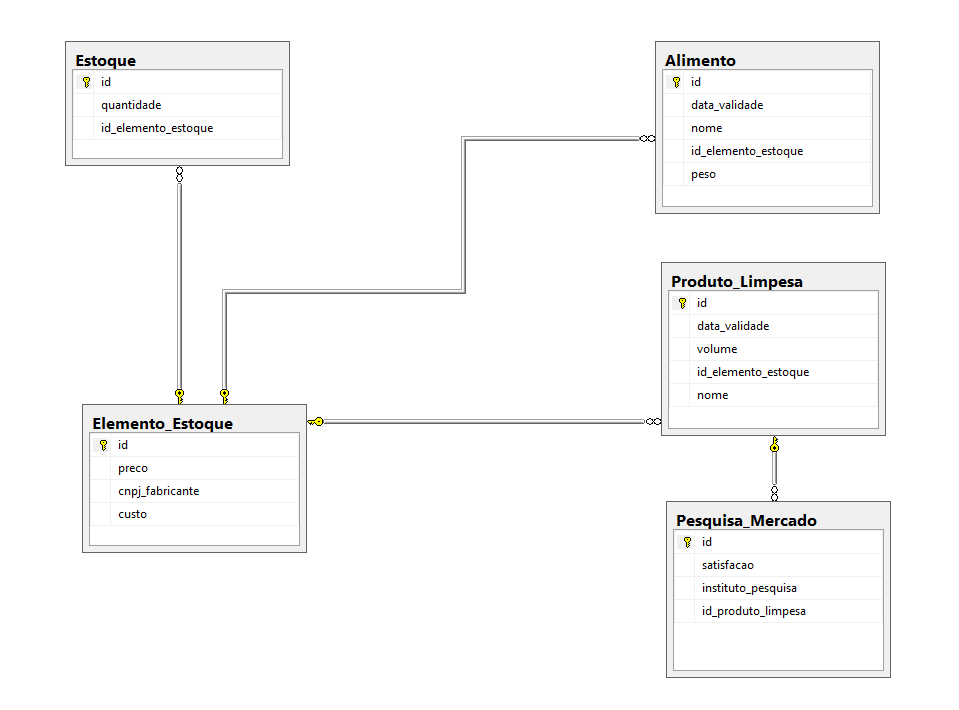 Estoque
id
quantidade
id_elemento_estoque
Alimento
id
data_validade
nome
id_elemento_estoque
peso
Produto_Limpesa
id
data_validade
volume
id_elemento_estoque
nome
Elemento_Estoque
id
preco
cnpj_fabricante
custo
Pesquisa_Mercado
id
satisfacao
instituto_pesquisa
id_produto_limpesa